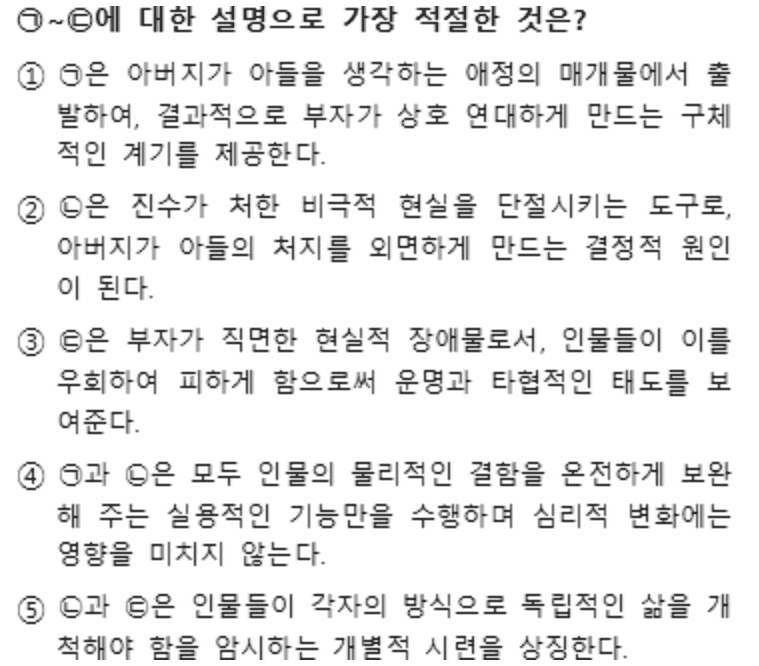 ㉠~㉢에 대한 설명으로 가장 적절한 것은?
① ㉠은 아버지가 아들을 생각하는 애정의 매개물에서 출
발하여, 결과적으로 부자가 상호 연대하게 만드는 구체
적인 계기를 제공한다.
② ㉡은 진수가 처한 비극적 현실을 단절시키는 도구로,
아버지가 아들의 처지를 외면하게 만드는 결정적 원인
이 된다.
③ ㉢은 부자가 직면한 현실적 장애물로서, 인물들이 이를
우회하여 피하게 함으로써 운명과 타협적인 태도를 보
여준다.
④ ㉠과 ㉡은 모두 인물의 물리적인 결함을 온전하게 보완
해 주는 실용적인 기능만을 수행하며 심리적 변화에는
영향을 미치지 않는다.
⑤ ㉡과 ㉢은 인물들이 각자의 방식으로 독립적인 삶을 개
척해야 함을 암시하는 개별적 시련을 상징한다.